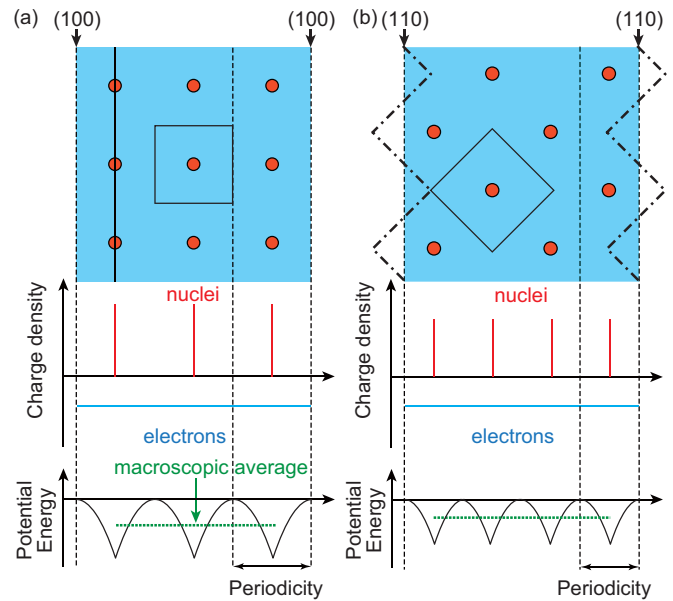 (a)
(100)
(100)
nuclei
Charge density
electrons
macroscopic average
Potential
Energy
Periodicity
(b)
(110)
(110)
nuclei
Charge density
electrons
Potential
Energy
Periodicity